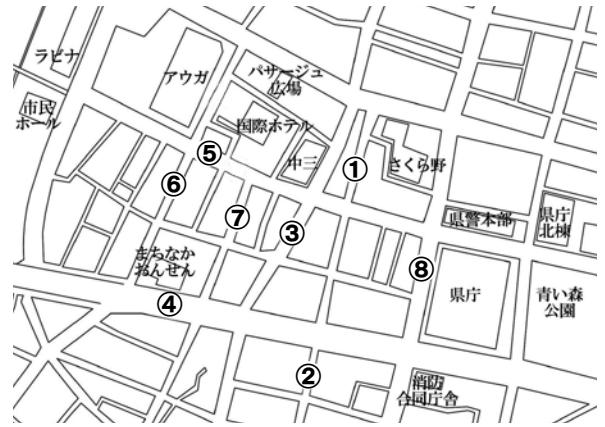 ラビナ
アウガ
パサージュ
広場
市民
ホール
国際ホテル
⑤
中三
①
さくら野
⑥
⑦
③
県警本部
県庁
北棟
まちなか
おんせん
⑧
④
県庁
青い森
公園
②
消防
合同庁舎